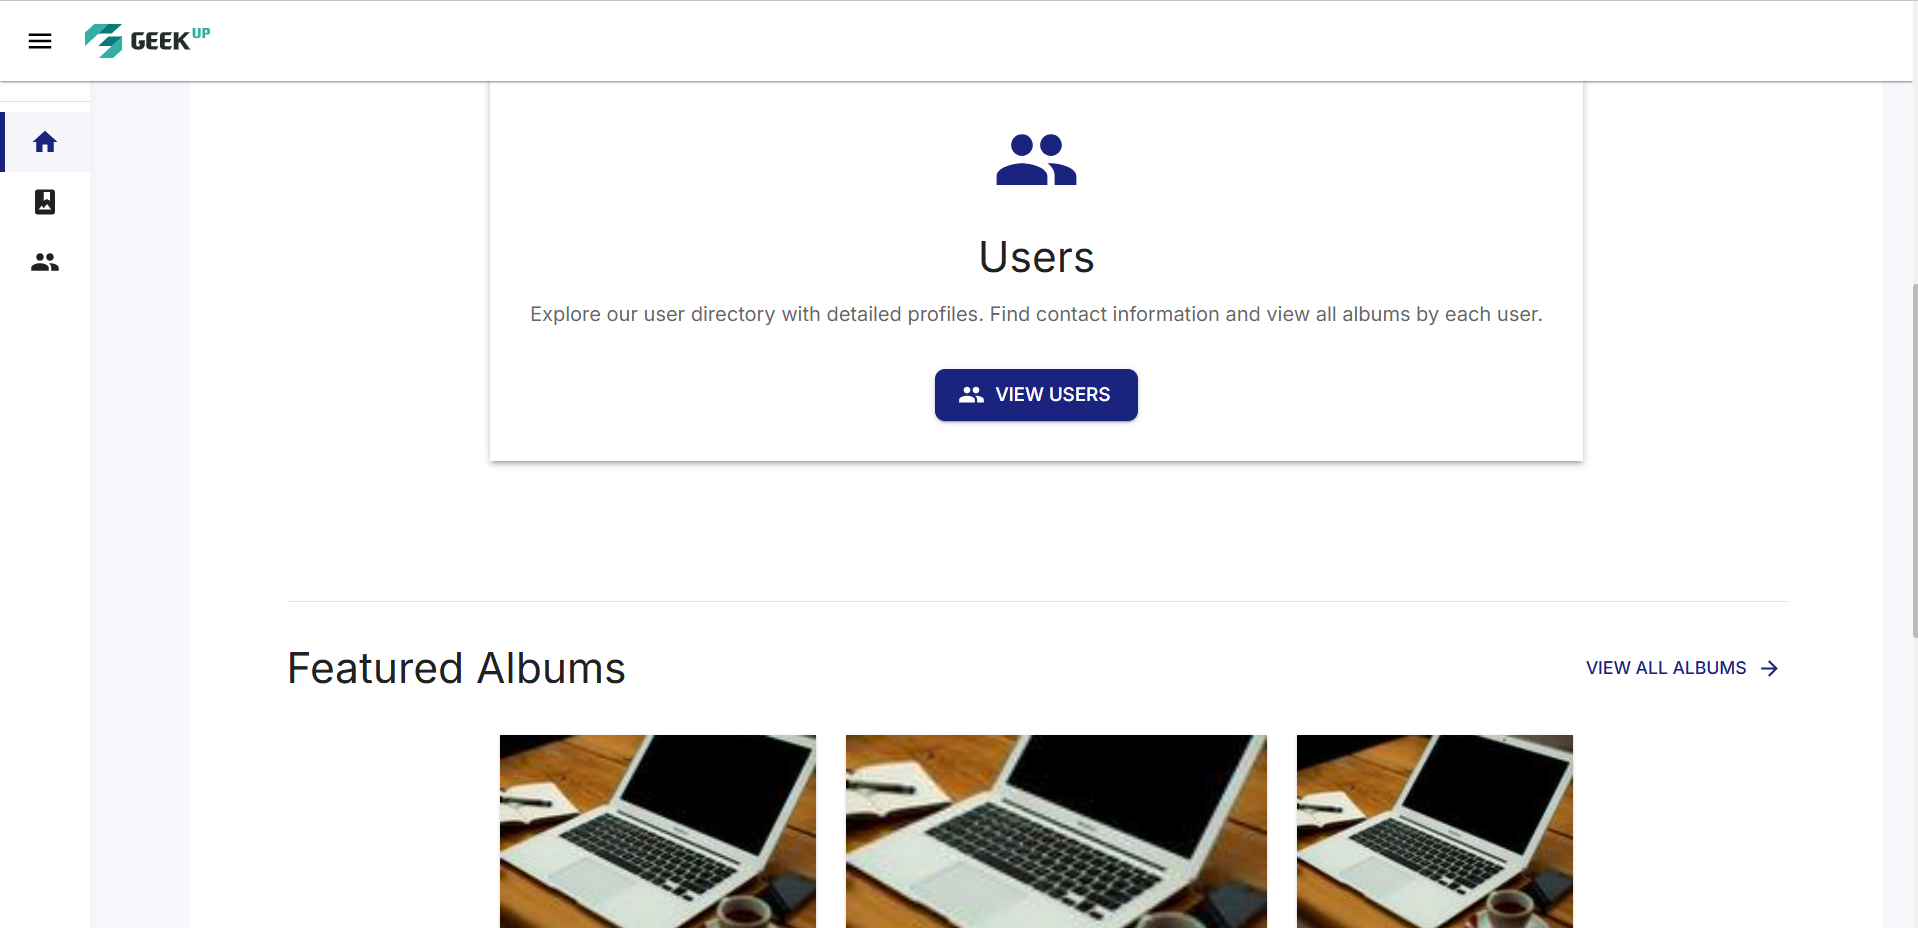 GEEK UP
Users
Explore our user directory with detailed profiles. Find contact information and view all albums by each user.
VIEW USERS
Featured Albums
VIEW ALL ALBUMS